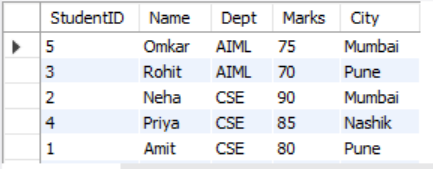 StudentID Name Dept Marks City
5 Omkar AIML 75 Mumbai
3 Rohit AIML 70 Pune
2 Neha CSE 90 Mumbai
4 Priya CSE 85 Nashik
1 Amit CSE 80 Pune